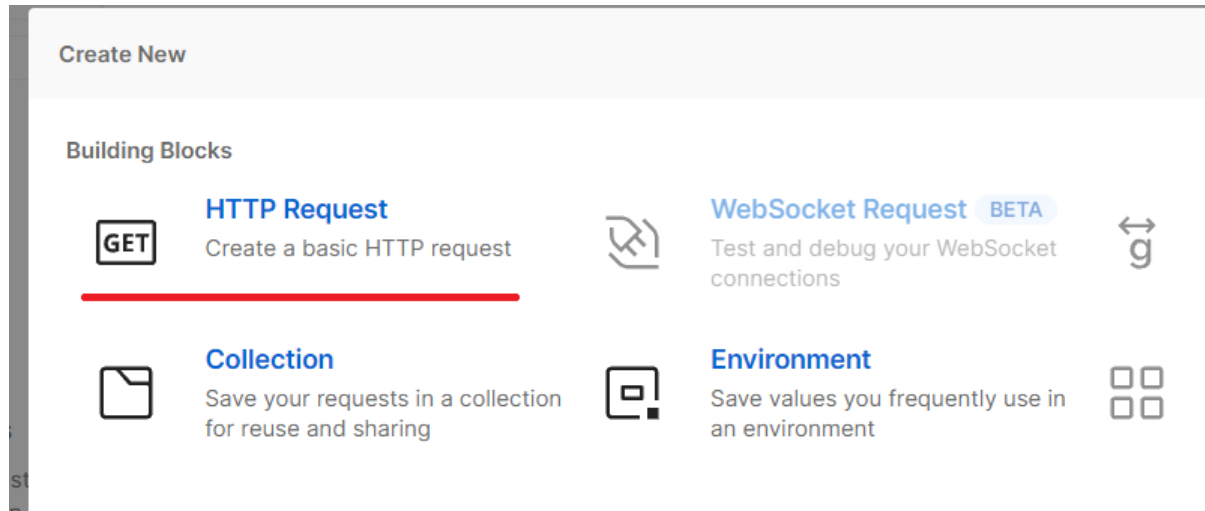 Create New
Building Blocks
GET
HTTP Request
Create a basic HTTP request
WebSocket Request BETA
Test and debug your WebSocket
connections
g
Collection
Save your requests in a collection
for reuse and sharing
Environment
Save values you frequently use in
an environment
st